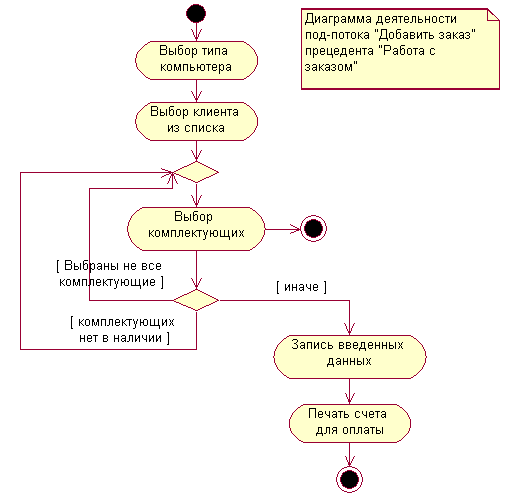 Диаграмма деятельности
под-потока "Добавить заказ"
прецедента "Работа с
заказом"
Выбор типа
компьютера
Выбор клиента
из списка
Выбор
комплектующих
[ Выбраны не все
комплектующие ]
[ иначе ]
[ комплектующих
нет в наличии ]
Запись введенных
данных
Печать счета
для оплаты